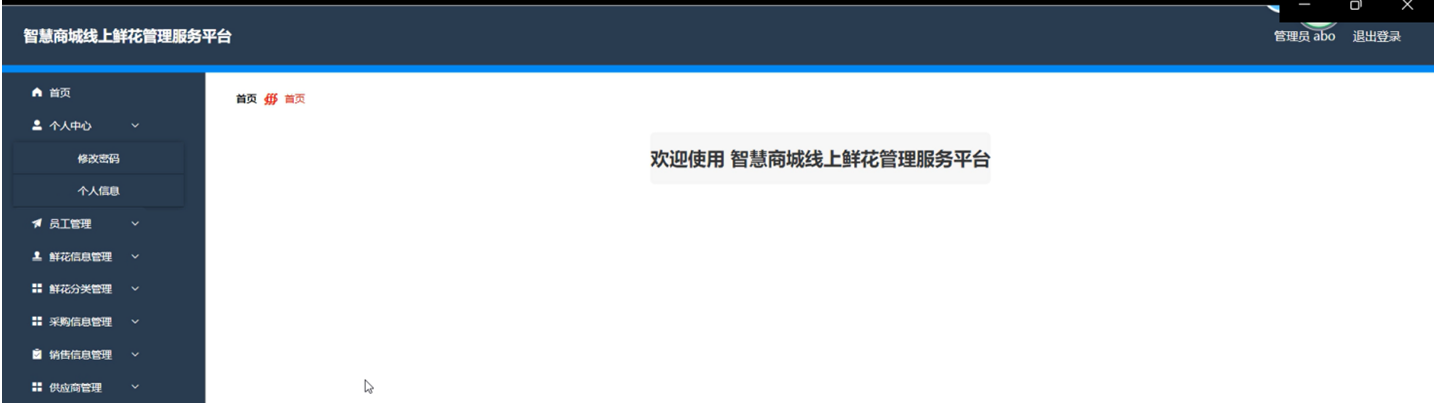 智慧商城线上鲜花管理服务平台
管理员 abo 退出登录
首页
首页 首页
个人中心
欢迎使用 智慧商城线上鲜花管理服务平台
修改密码
个人信息
员工管理
鲜花信息管理
鲜花分类管理
采购信息管理
销售信息管理
供应商管理